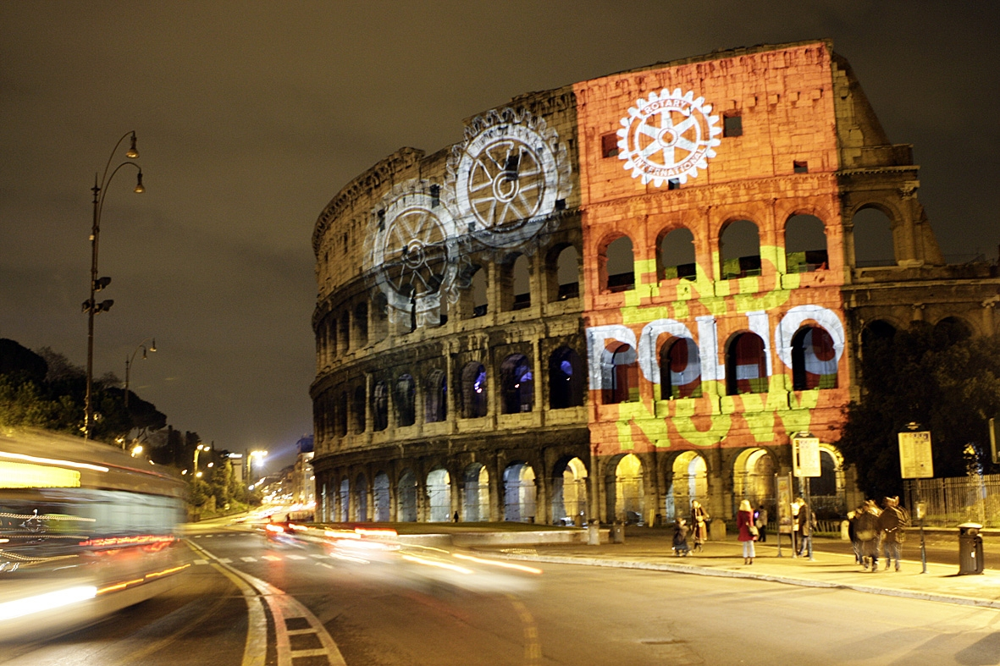 ROTARY
INTERNATIONAL
END
POLIO
NOW